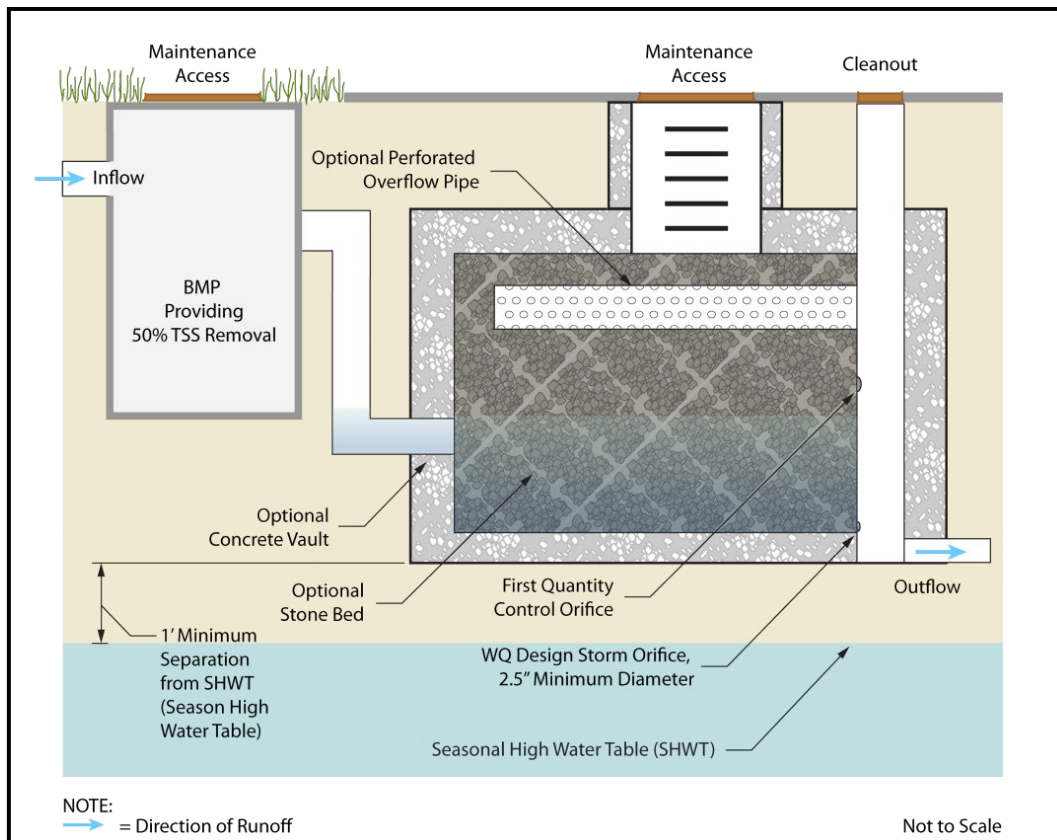 Maintenance
Access
Maintenance
Access
Cleanout
Optional Perforated
Overflow Pipe
Inflow
BMP
Providing
50% TSS Removal
Optional
Concrete Vault
Optional
Stone Bed
First Quantity
Control Orifice
Outflow
1’ Minimum
Separation
from SHWT
(Season High
Water Table)
WQ Design Storm Orifice,
2.5” Minimum Diameter
Seasonal High Water Table (SHWT)
NOTE:
= Direction of Runoff
Not to Scale